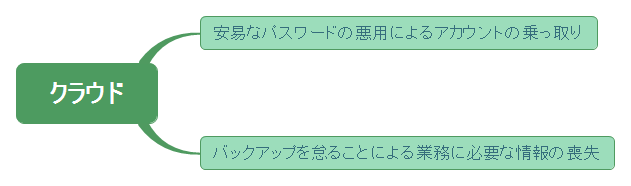 クラウド
安易なパスワードの悪用によるアカウントの乗っ取り
バックアップを怠ることによる業務に必要な情報の喪失